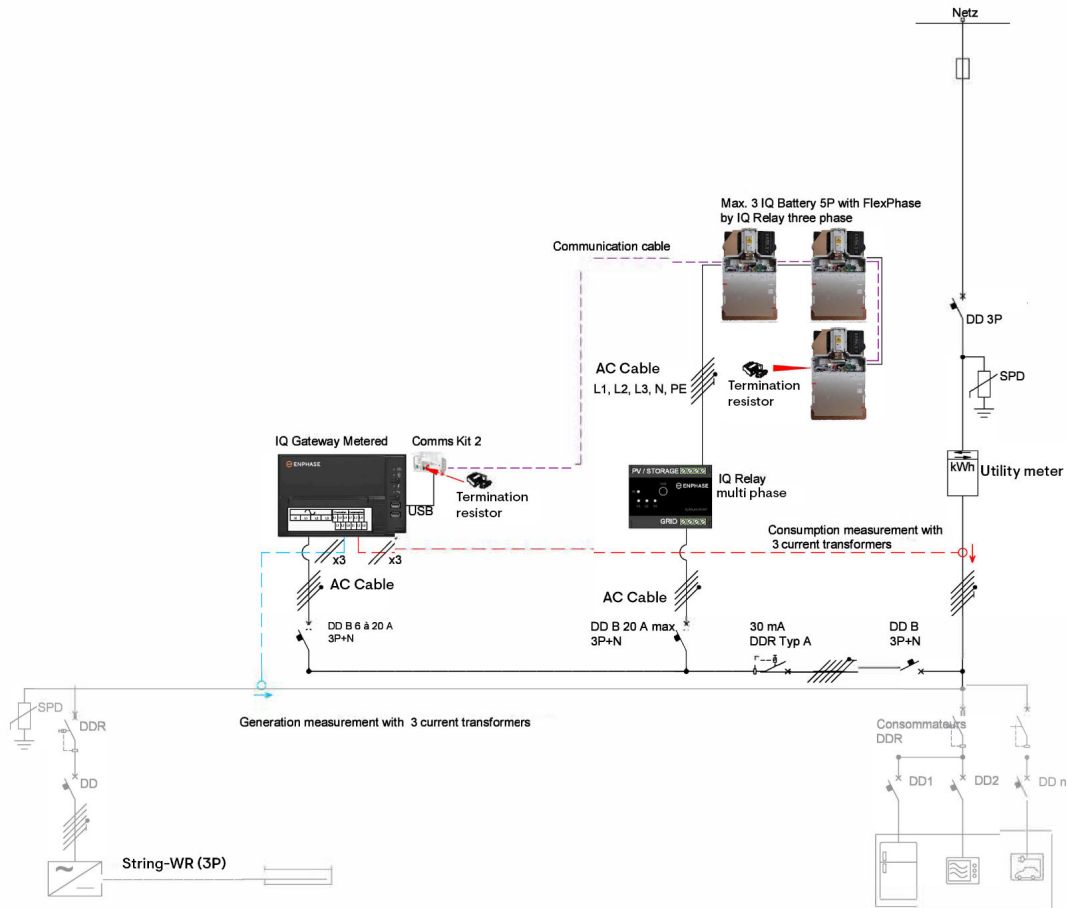 Netz
Max. 3 IQ Battery 5P with FlexPhase
by IQ Relay three phase
Communication cable
DD 3P
SPD
AC Cable
L1, L2, L3, N, PE
Termination
resistor
IQ Gateway Metered
Comms Kit 2
ENPHASE
USB
Termination
resistor
PV / STORAGE
ENPHASE
GRID
IQ Relay
multi phase
kWh
Utility meter
Consumption measurement with
3 current transformers
x3
x3
AC Cable
AC Cable
DD B 6 à 20 A
3P+N
DD B 20 A max
3P+N
30 mA
DDR Typ A
DD B
3P+N
Generation measurement with 3 current transformers
SPD
DDR
DD
Consommateurs
DDR
DD1
DD2
DD n
String-WR (3P)